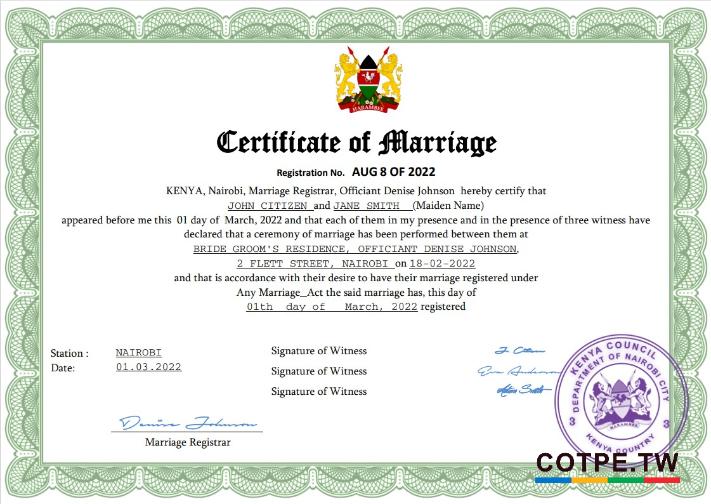 HARAMBEE
Certificate of Marriage
Registration No. AUG 8 OF 2022
KENYA, Nairobi, Marriage Registrar, Officiant Denise Johnson hereby certify that
JOHN CITIZEN and JANE SMITH (Maiden Name)
appeared before me this 01 day of March, 2022 and that each of them in my presence and in the presence of three witness have
declared that a ceremony of marriage has been performed between them at
BRIDE GROOM'S RESIDENCE, OFFICIANT DENISE JOHNSON,
2 FLETT STREET, NAIROBI on 18-02-2022
and that is accordance with their desire to have their marriage registered under
Any Marriage_Act the said marriage has, this day of
01th day of March, 2022 registered
Station : NAIROBI
Date: 01.03.2022
Signature of Witness
Signature of Witness
Signature of Witness
Denise Johnson
Marriage Registrar
KENYA COUNCIL
DEPARTMENT OF NAIROBI CITY
3 3
HARAMBEE
KENYA COUNTRY
COTPE.TW